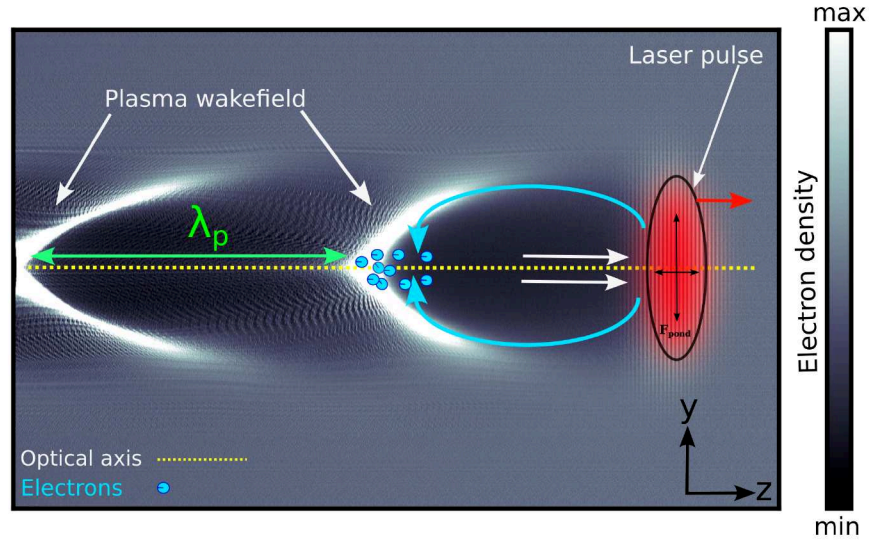 max
Laser pulse
Plasma wakefield
λp
Fpond
Electron density
y
z
Optical axis
Electrons
min